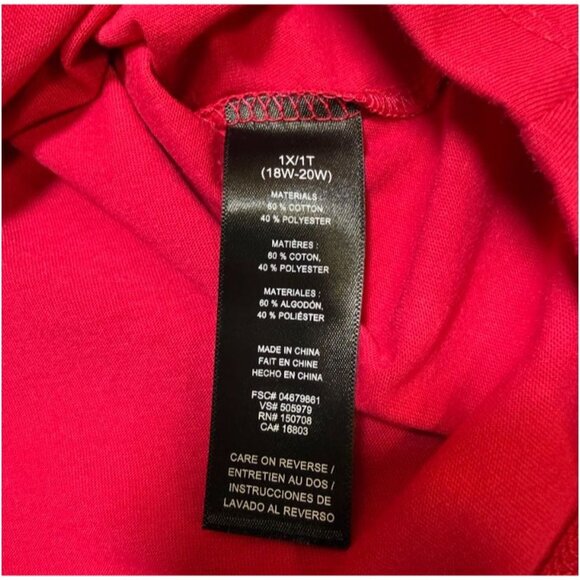 1X/1T
(18W-20W)
MATERIALS :
60 % COTTON
40 % POLYESTER
MATIÈRES :
60 % COTON,
40 % POLYESTER
MATERIALES :
60 % ALGODÓN,
40 % POLIÉSTER
MADE IN CHINA
FAIT EN CHINE
HECHO EN CHINA
FSC# 04679861
VS# 505979
RN# 150708
CA# 16803
CARE ON REVERSE /
ENTRETIEN AU DOS /
INSTRUCCIONES DE
LAVADO AL REVERSO